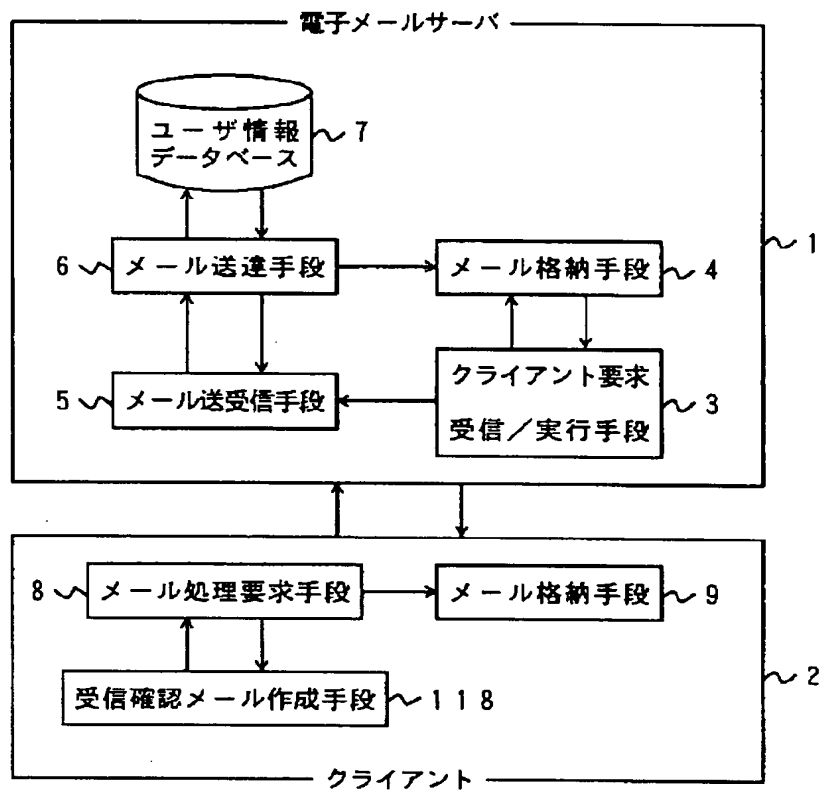 電子メールサーバ
ユーザ情報
データベース
7
1
6
メール送達手段
メール格納手段
4
5
メール送受信手段
クライアント要求
受信／実行手段
3
8
メール処理要求手段
メール格納手段
9
2
受信確認メール作成手段
118
クライアント